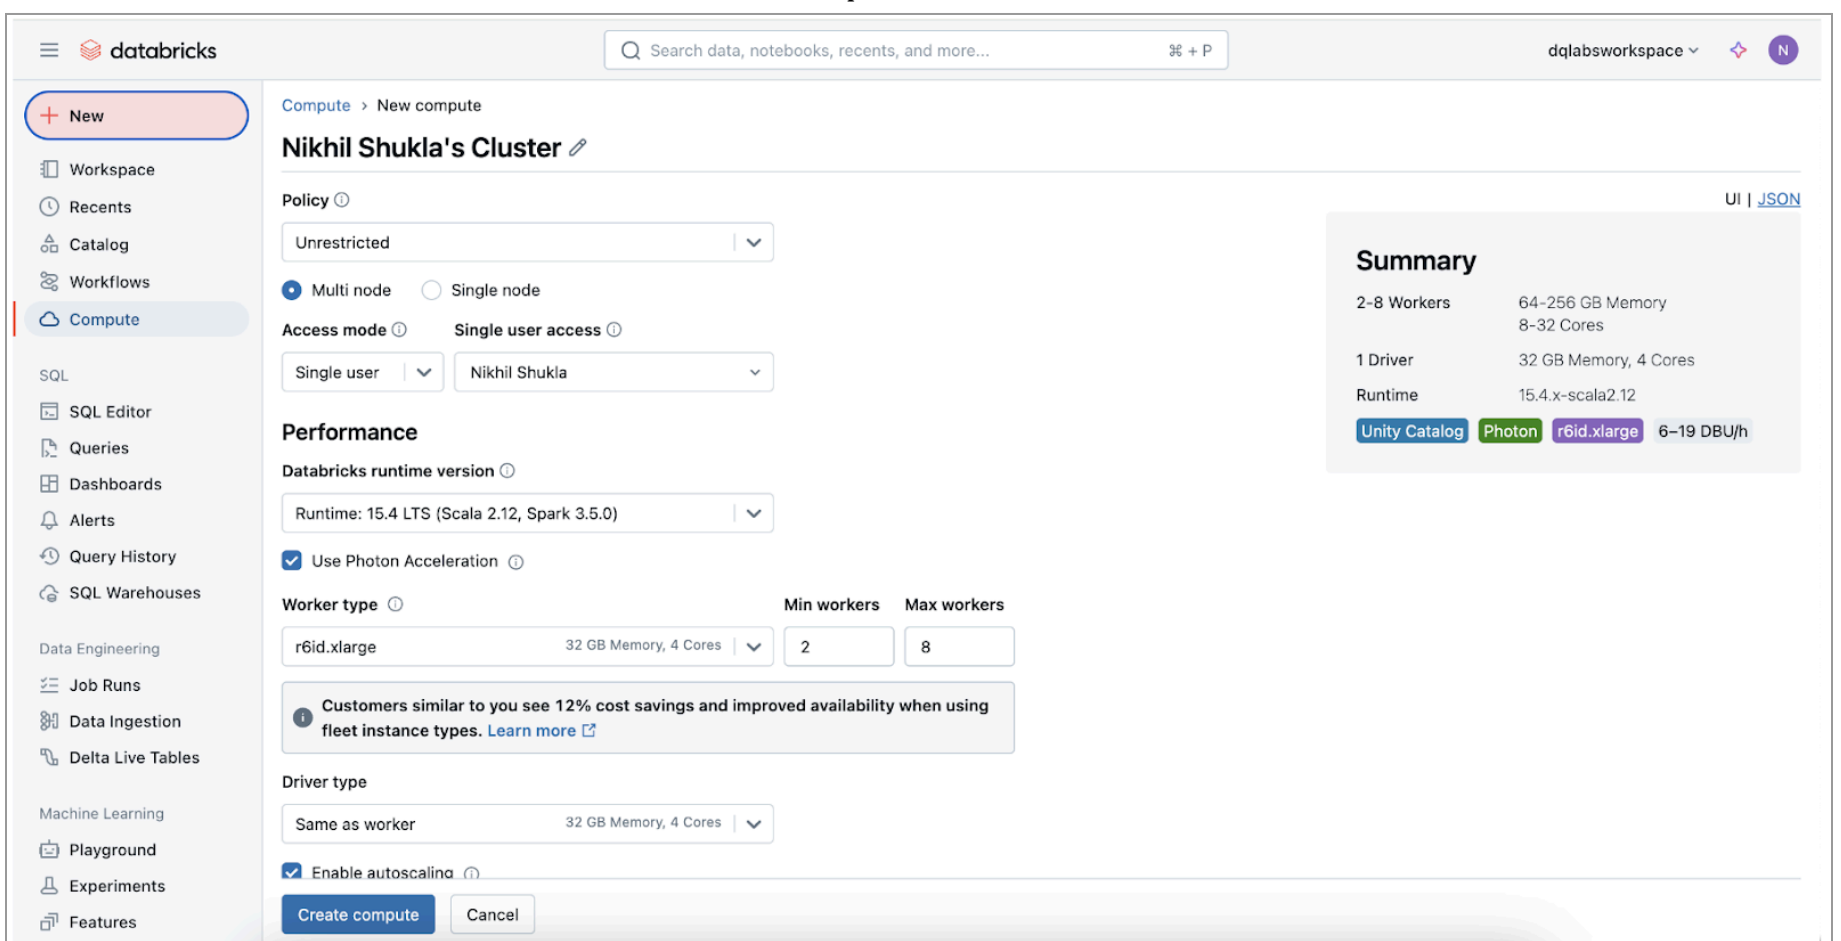 databricks
Search data, notebooks, recents, and more...
⌘ + P
dqlabsworkspace
N
New
Workspace
Recents
Catalog
Workflows
Compute
SQL
SQL Editor
Queries
Dashboards
Alerts
Query History
SQL Warehouses
Data Engineering
Job Runs
Data Ingestion
Delta Live Tables
Machine Learning
Playground
Experiments
Features
Compute › New compute
Nikhil Shukla's Cluster
Policy
Unrestricted
Multi node Single node
Access mode Single user access
Single user Nikhil Shukla
Performance
Databricks runtime version
Runtime: 15.4 LTS (Scala 2.12, Spark 3.5.0)
Use Photon Acceleration
Worker type Min workers Max workers
r6id.xlarge 32 GB Memory, 4 Cores 2 8
Customers similar to you see 12% cost savings and improved availability when using
fleet instance types. Learn more
Driver type
Same as worker 32 GB Memory, 4 Cores
Enable autoscaling
Create compute Cancel
UI | JSON
Summary
2-8 Workers 64-256 GB Memory
8-32 Cores
1 Driver 32 GB Memory, 4 Cores
Runtime 15.4.x-scala2.12
Unity Catalog Photon r6id.xlarge 6–19 DBU/h